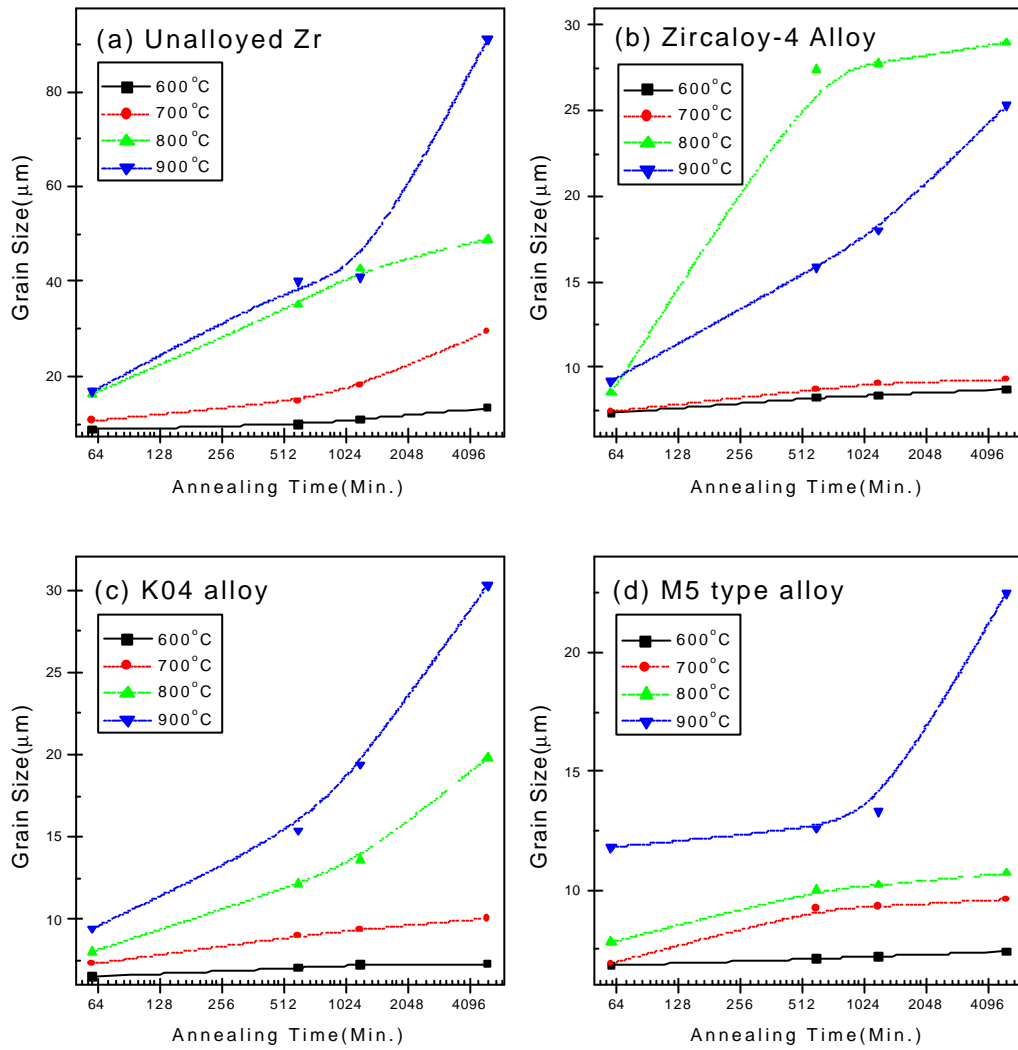 (a) Unalloyed Zr
600°C
700°C
800°C
900°C
80
60
40
20
Grain Size(μm)
64 128 256 512 1024 2048 4096
Annealing Time(Min.)
(b) Zircaloy-4 Alloy
600°C
700°C
800°C
900°C
30
25
20
15
10
Grain Size(μm)
64 128 256 512 1024 2048 4096
Annealing Time(Min.)
(c) K04 alloy
600°C
700°C
800°C
900°C
30
25
20
15
10
Grain Size(μm)
64 128 256 512 1024 2048 4096
Annealing Time(Min.)
(d) M5 type alloy
600°C
700°C
800°C
900°C
20
15
10
Grain Size(μm)
64 128 256 512 1024 2048 4096
Annealing Time(Min.)